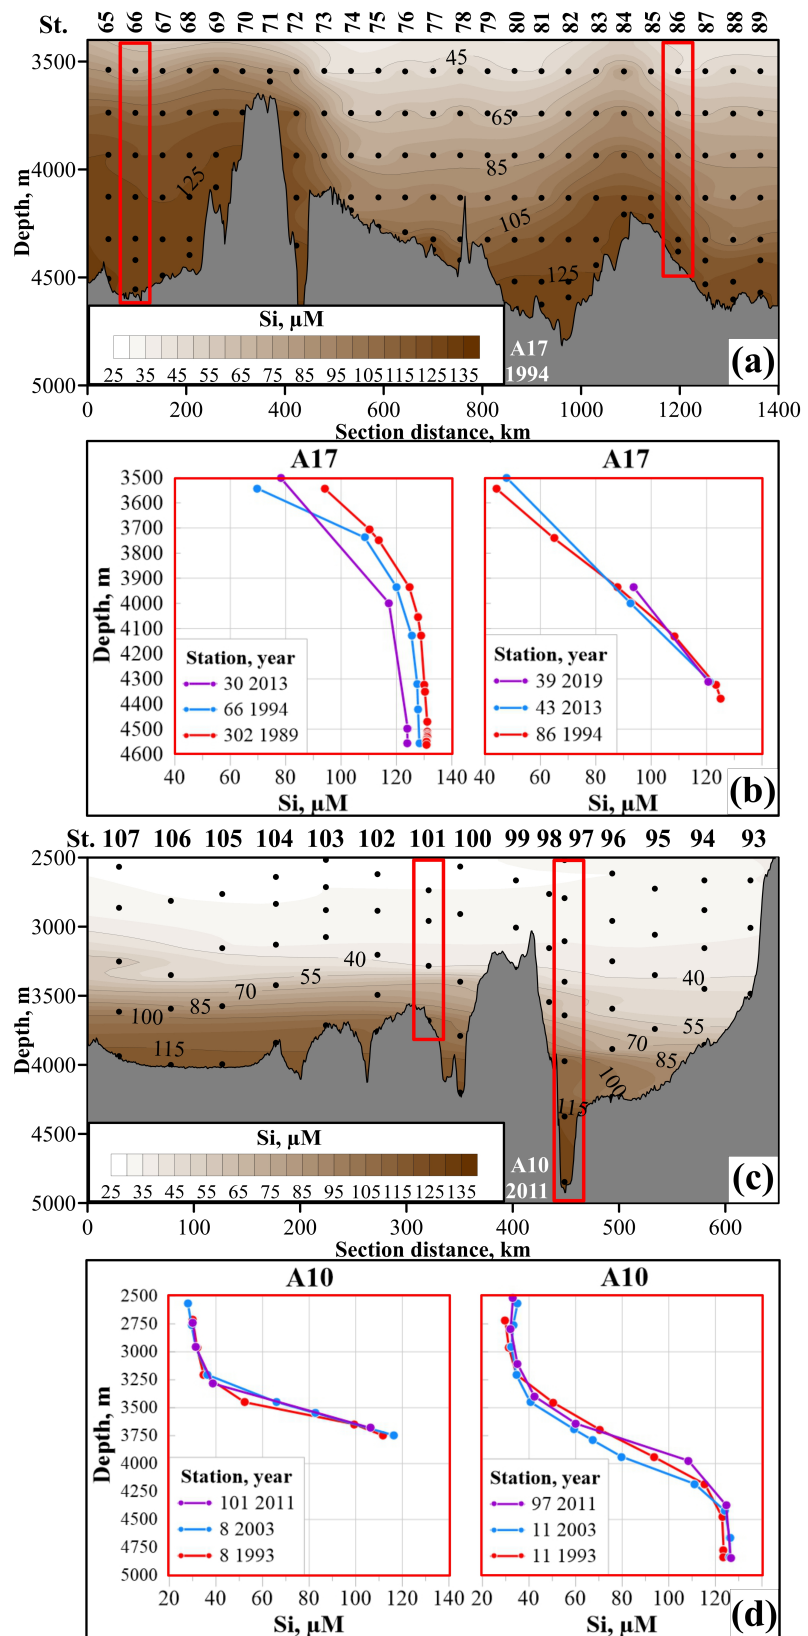 St. 65 66 67 68 69 70 71 72 73 74 75 76 77 78 79 80 81 82 83 84 85 86 87 88 89
3500
4000
4500
5000
Depth, m
45
65
85
125
105
125
Si, µM
25 35 45 55 65 75 85 95 105 115 125 135
A17
1994
(a)
0 200 400 600 800 1000 1200 1400
Section distance, km
A17
A17
3500
3600
3700
3800
3900
4000
4100
4200
4300
4400
4500
4600
Depth, m
Station, year
30 2013
66 1994
302 1989
Station, year
39 2019
43 2013
86 1994
40 60 80 100 120 140
40 60 80 100 120
Si, µM
Si, µM
(b)
St. 107 106 105 104 103 102 101 100 99 98 97 96 95 94 93
2500
3000
3500
4000
4500
5000
Depth, m
40
55
70
85
100
115
40
55
70
85
100
115
Si, µM
25 35 45 55 65 75 85 95 105 115 125 135
A10
2011
(c)
0 100 200 300 400 500 600
Section distance, km
A10
A10
2500
2750
3000
3250
3500
3750
4000
4250
4500
4750
5000
Depth, m
Station, year
101 2011
8 2003
8 1993
Station, year
97 2011
11 2003
11 1993
20 40 60 80 100 120 140
20 40 60 80 100 120
Si, µM
Si, µM
(d)